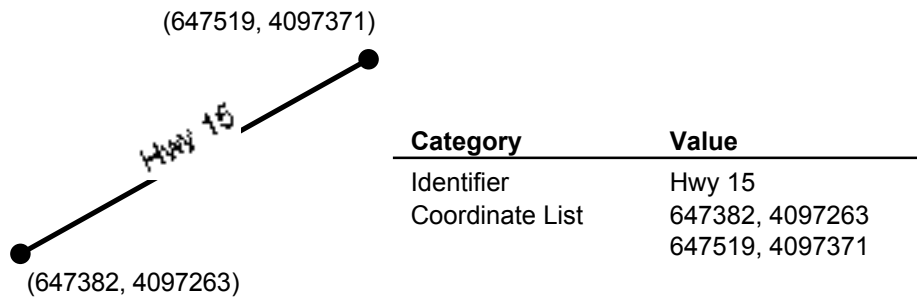 (647519, 4097371)
Hwy 15
(647382, 4097263)
Category Value
Identifier Hwy 15
Coordinate List 647382, 4097263
647519, 4097371